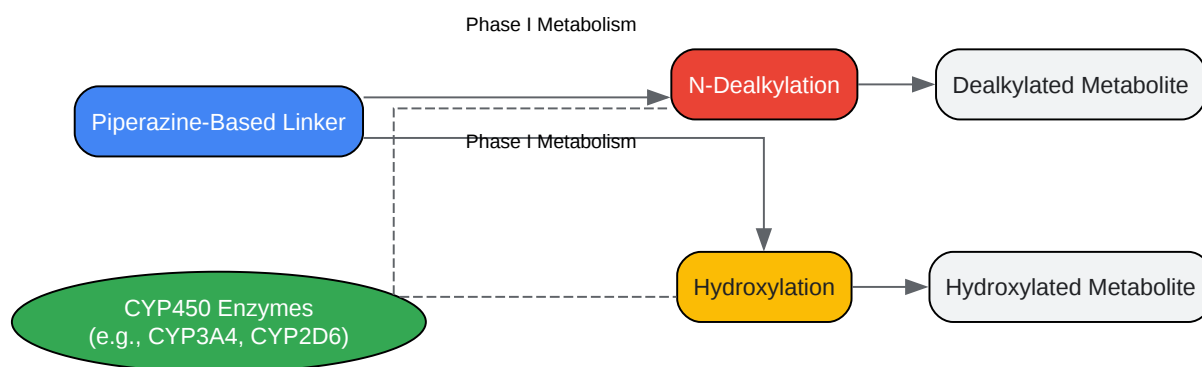 Phase I Metabolism
N-Dealkylation
Dealkylated Metabolite
Piperazine-Based Linker
Phase I Metabolism
Hydroxylation
Hydroxylated Metabolite
CYP450 Enzymes
(e.g., CYP3A4, CYP2D6)